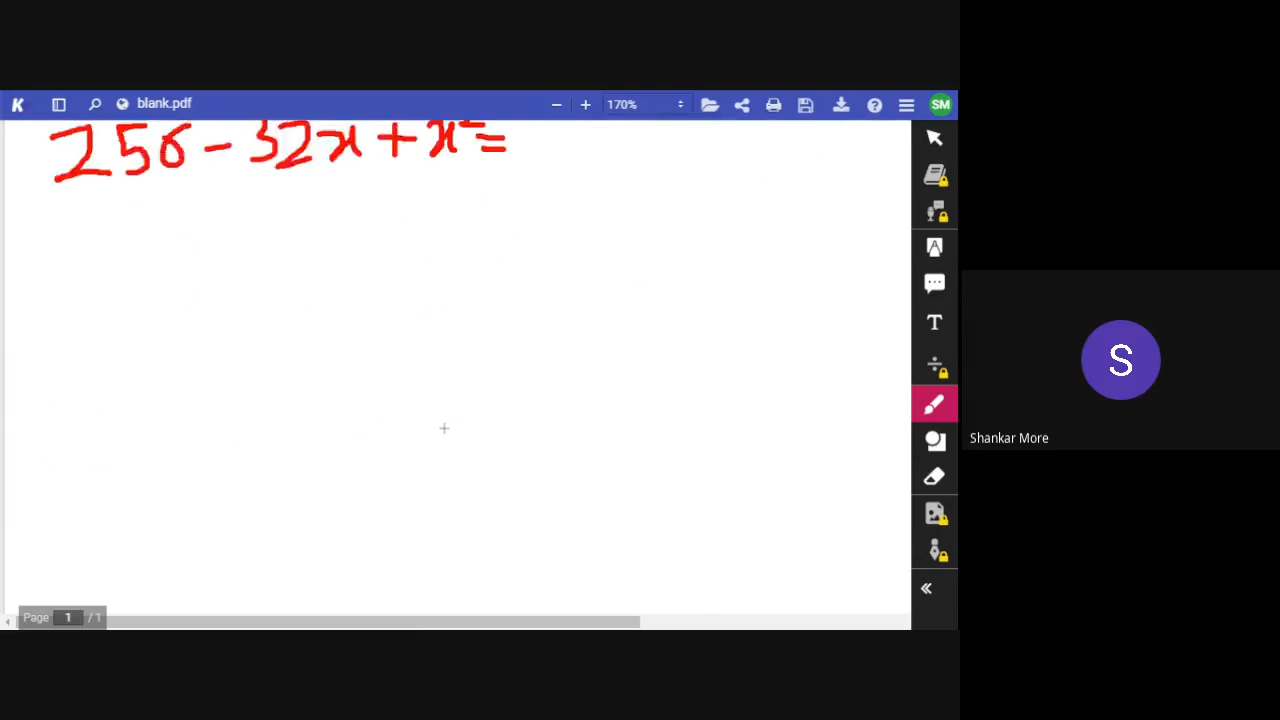 K blank.pdf 170% SM
256 - 32x + x² =
S
Shankar More
A
T
Page 1 / 1